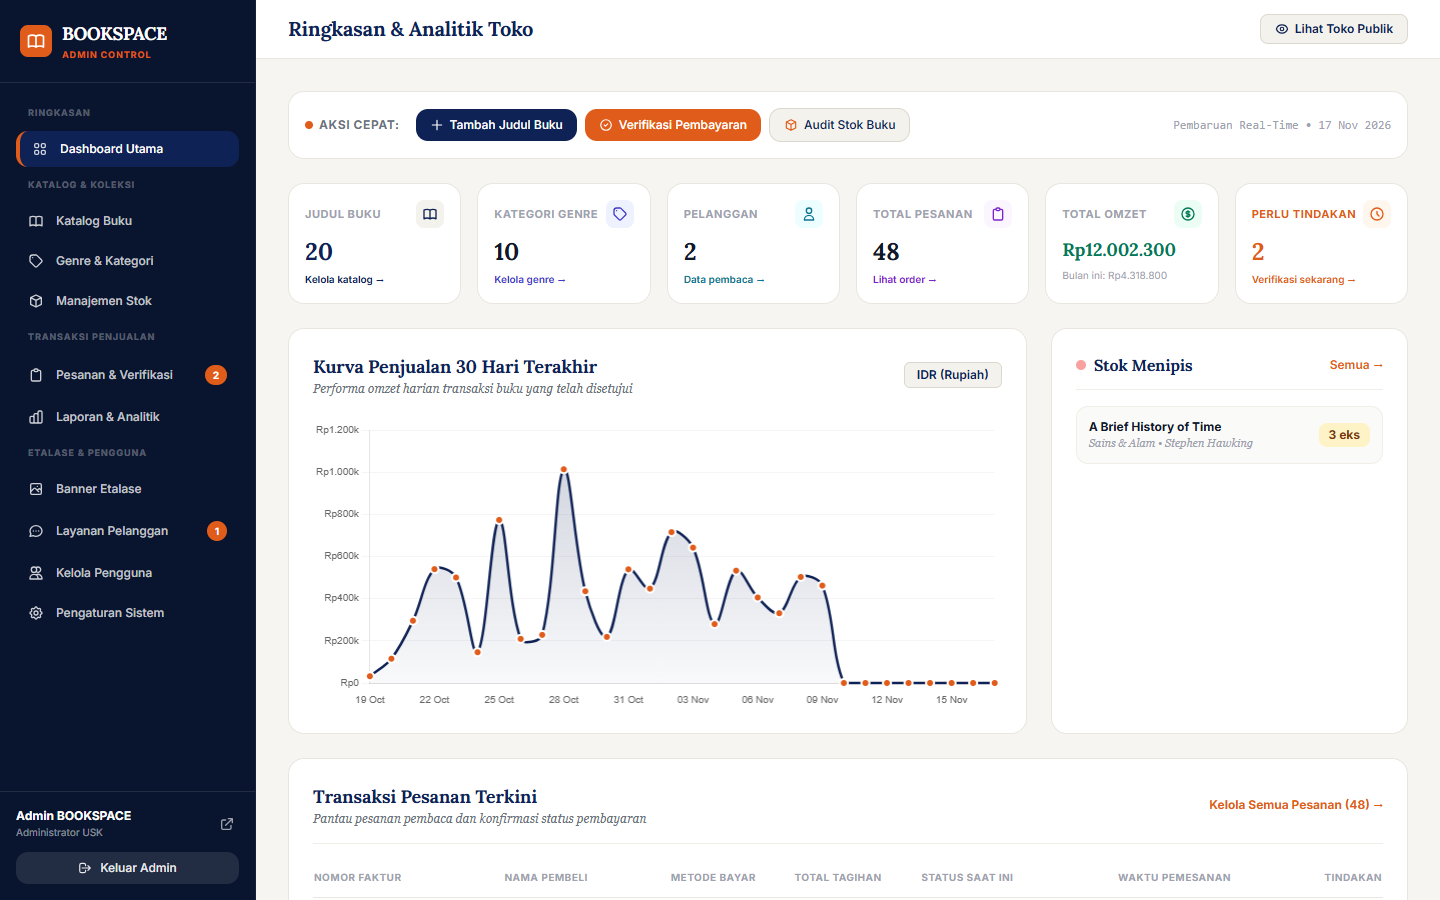 BOOKSPACE
ADMIN CONTROL
RINGKASAN
Dashboard Utama
KATALOG & KOLEKSI
Katalog Buku
Genre & Kategori
Manajemen Stok
TRANSAKSI PENJUALAN
Pesanan & Verifikasi 2
Laporan & Analitik
ETALASE & PENGGUNA
Banner Etalase
Layanan Pelanggan 1
Kelola Pengguna
Pengaturan Sistem
Admin BOOKSPACE
Administrator USK
Keluar Admin
Ringkasan & Analitik Toko
Lihat Toko Publik
AKSI CEPAT:
Tambah Judul Buku
Verifikasi Pembayaran
Audit Stok Buku
Pembaruan Real-Time • 17 Nov 2026
JUDUL BUKU
20
Kelola katalog →
KATEGORI GENRE
10
Kelola genre →
PELANGGAN
2
Data pembaca →
TOTAL PESANAN
48
Lihat order →
TOTAL OMZET
Rp12.002.300
Bulan ini: Rp4.318.800
PERLU TINDAKAN
2
Verifikasi sekarang →
Kurva Penjualan 30 Hari Terakhir
Performa omzet harian transaksi buku yang telah disetujui
IDR (Rupiah)
Rp1.200k
Rp1.000k
Rp800k
Rp600k
Rp400k
Rp200k
Rp0
19 Oct 22 Oct 25 Oct 28 Oct 31 Oct 03 Nov 06 Nov 09 Nov 12 Nov 15 Nov
Stok Menipis
Semua →
A Brief History of Time
Sains & Alam • Stephen Hawking
3 eks
Transaksi Pesanan Terkini
Pantau pesanan pembaca dan konfirmasi status pembayaran
Kelola Semua Pesanan (48) →
NOMOR FAKTUR NAMA PEMBELI METODE BAYAR TOTAL TAGIHAN STATUS SAAT INI WAKTU PEMESANAN TINDAKAN